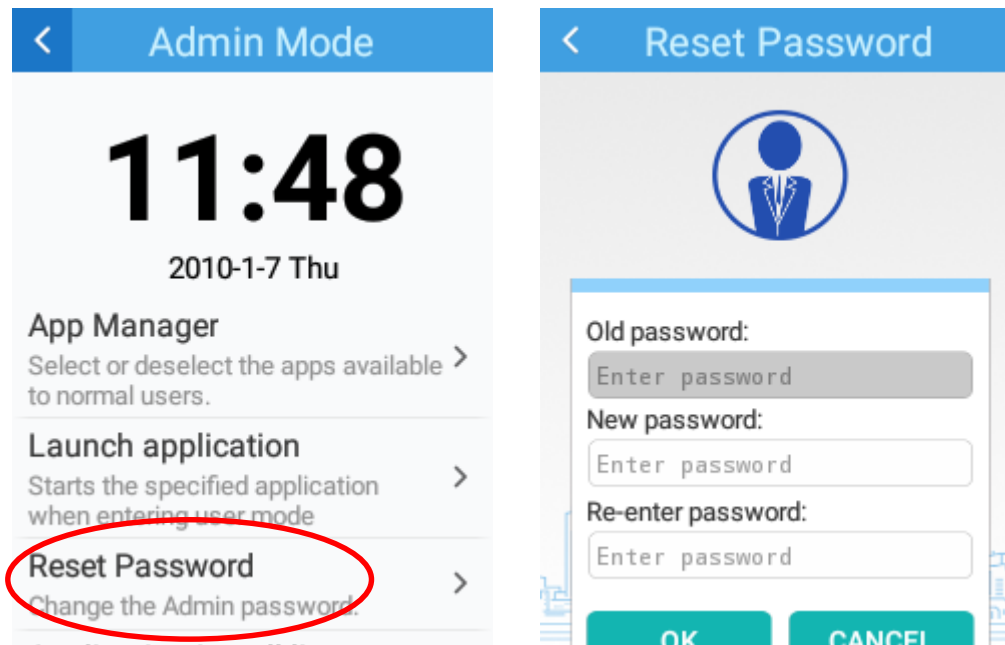 Admin Mode
11:48
2010-1-7 Thu
App Manager
Select or deselect the apps available
to normal users.
Launch application
Starts the specified application
when entering user mode
Reset Password
Change the Admin password.
Reset Password
Old password:
Enter password
New password:
Enter password
Re-enter password:
Enter password
OK
CANCEL